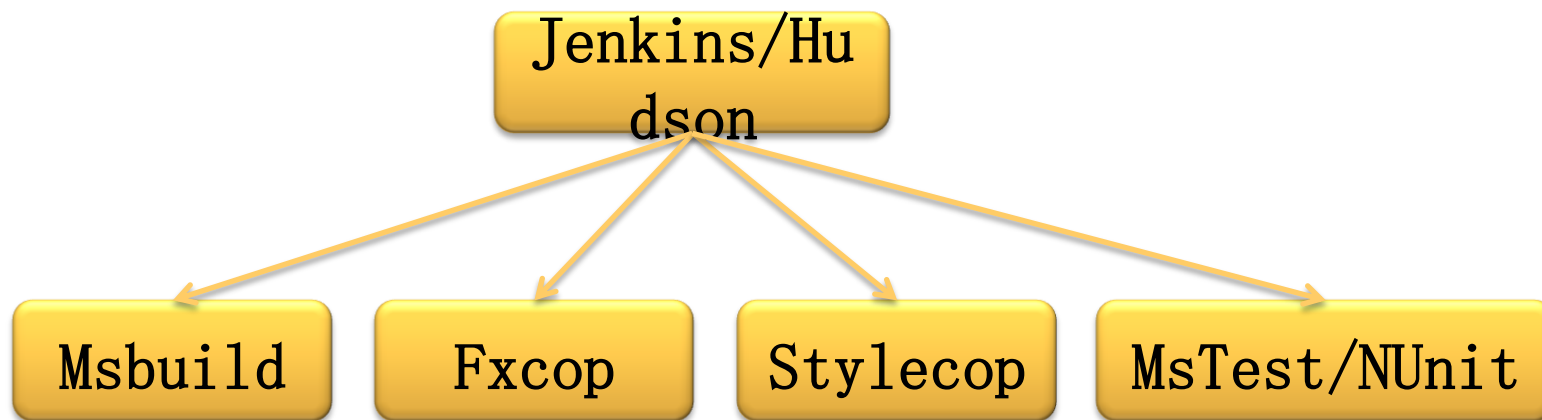 Jenkins/Hu
dson
Msbuild
Fxcop
Stylecop
MsTest/NUnit